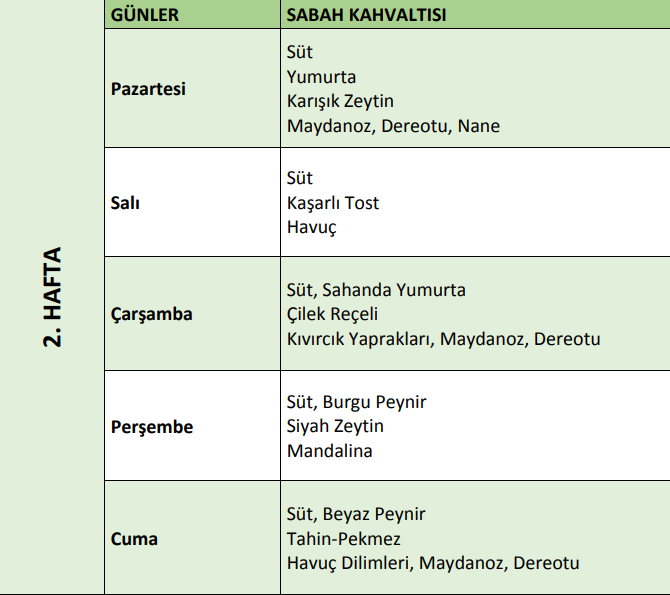 GÜNLER SABAH KAHVALTISI
2. HAFTA
Pazartesi
Süt
Yumurta
Karışık Zeytin
Maydanoz, Dereotu, Nane
Salı
Süt
Kaşarlı Tost
Havuç
Çarşamba
Süt, Sahanda Yumurta
Çilek Reçeli
Kıvırcık Yaprakları, Maydanoz, Dereotu
Perşembe
Süt, Burgu Peynir
Siyah Zeytin
Mandalina
Cuma
Süt, Beyaz Peynir
Tahin-Pekmez
Havuç Dilimleri, Maydanoz, Dereotu